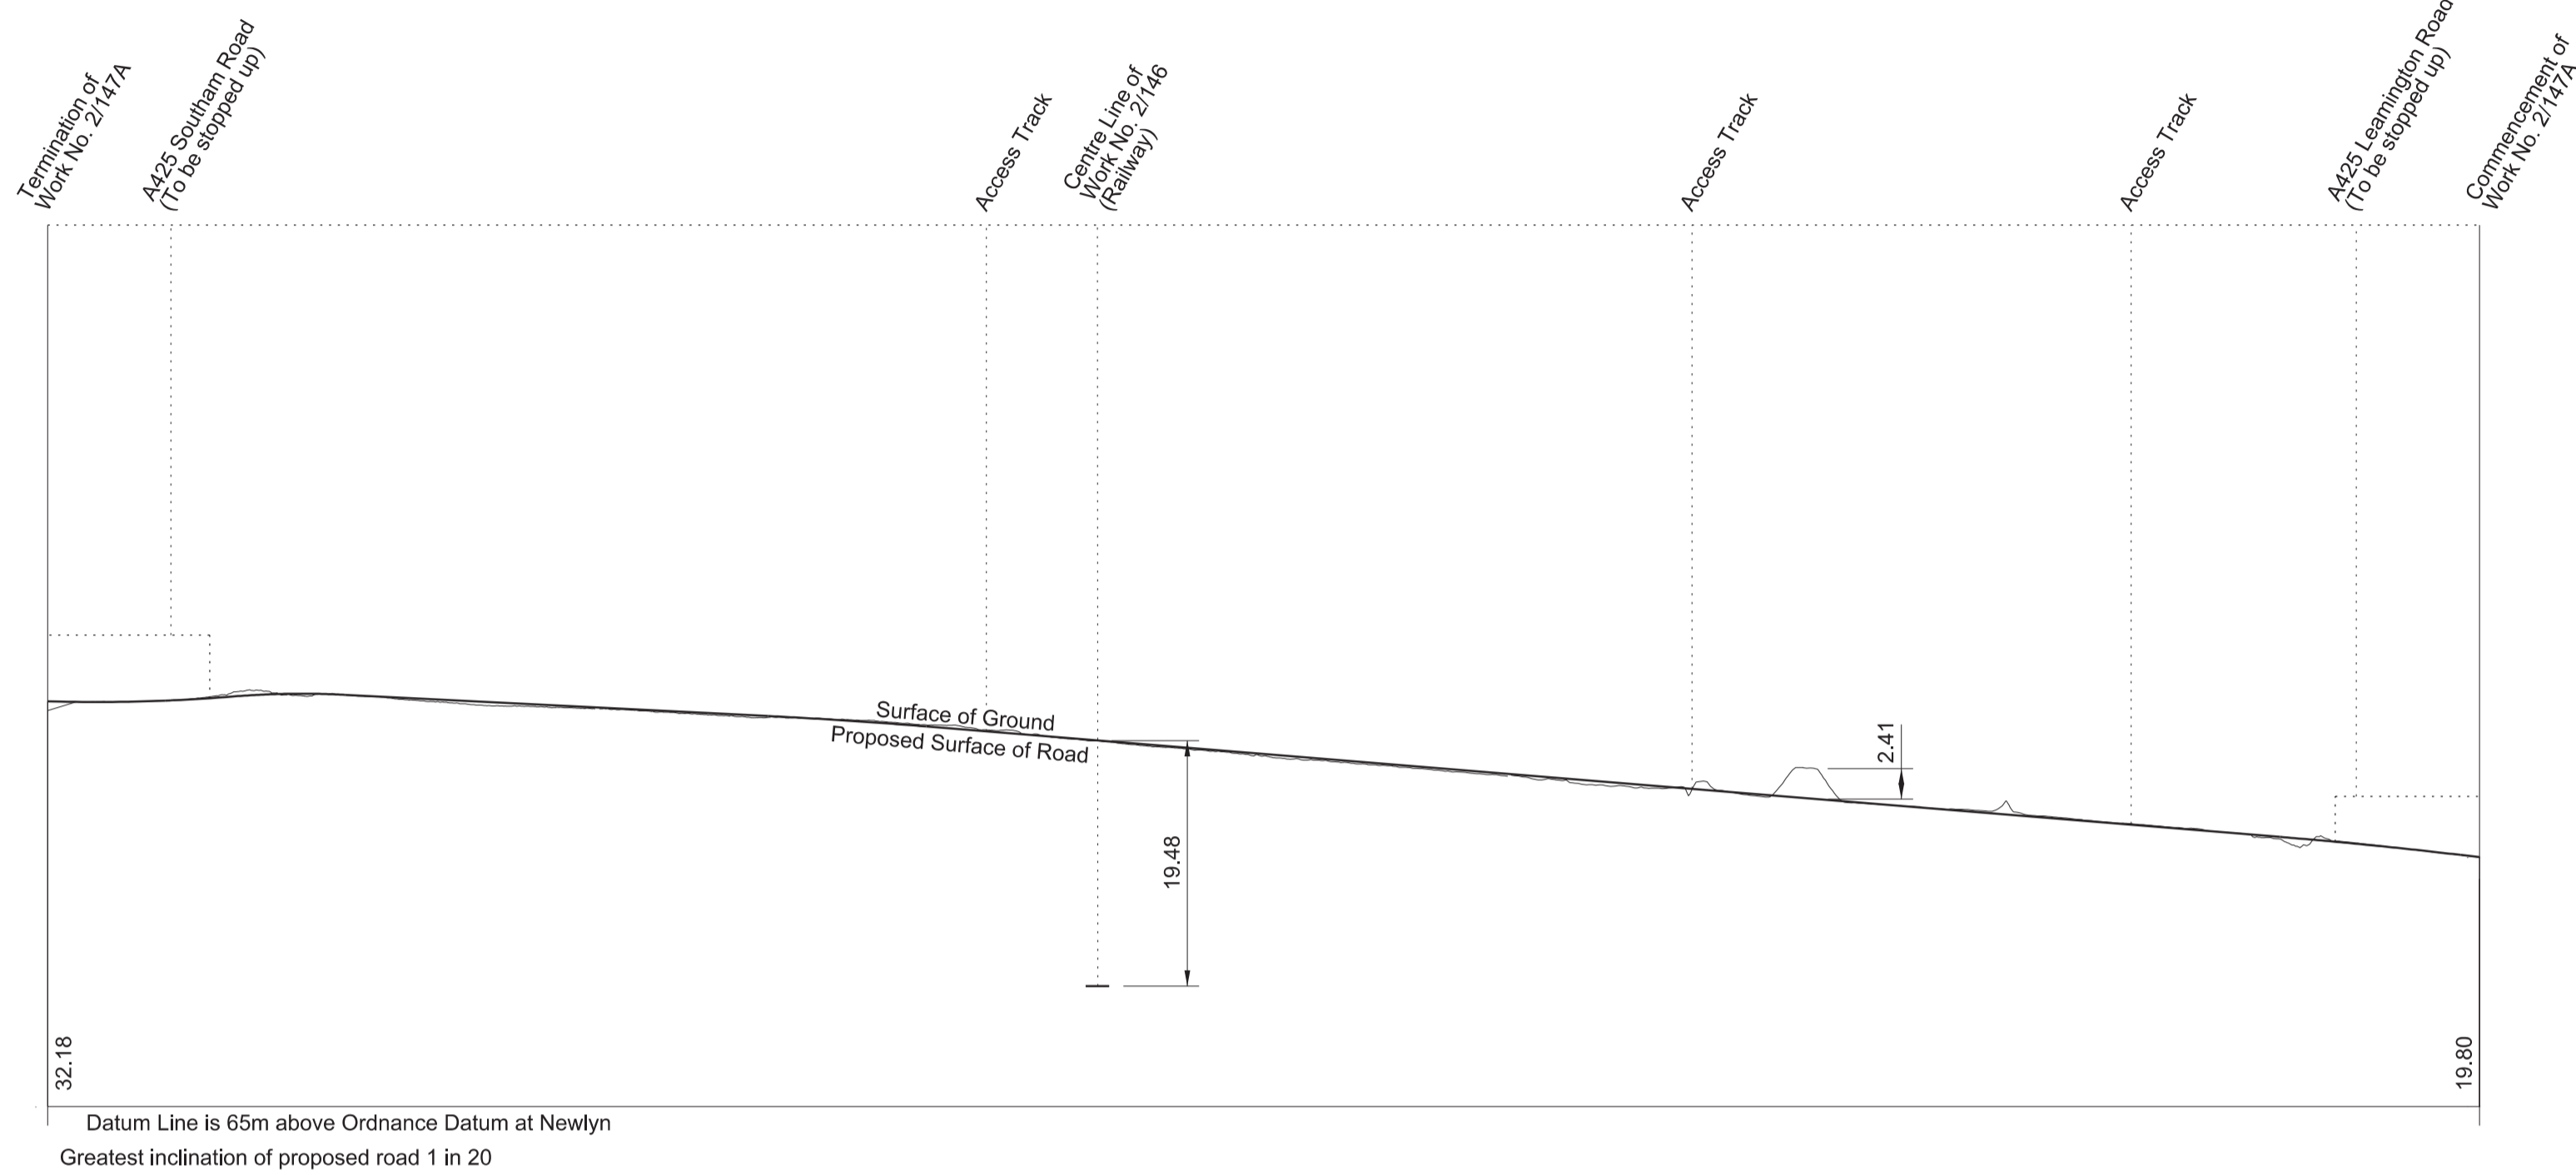 Termination of
Work No. 2/147A
A425 Southam Road
(To be stopped up)
Access Track
Centre Line of
Work No. 2/146
(Railway)
Access Track
Access Track
A425 Leamington Road
(To be stopped up)
Commencement of
Work No. 2/147A
Surface of Ground
Proposed Surface of Road
2.41
19.48
32.18
19.80
Datum Line is 65m above Ordnance Datum at Newlyn
Greatest inclination of proposed road 1 in 20